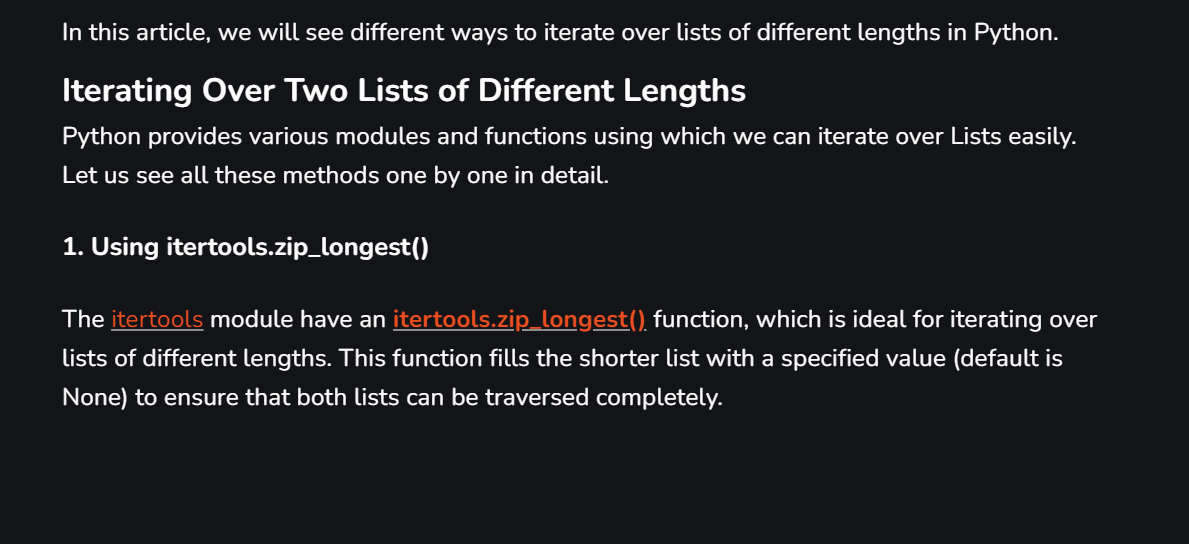 In this article, we will see different ways to iterate over lists of different lengths in Python.
Iterating Over Two Lists of Different Lengths
Python provides various modules and functions using which we can iterate over Lists easily.
Let us see all these methods one by one in detail.
1. Using itertools.zip_longest()
The itertools module have an itertools.zip_longest() function, which is ideal for iterating over
lists of different lengths. This function fills the shorter list with a specified value (default is
None) to ensure that both lists can be traversed completely.